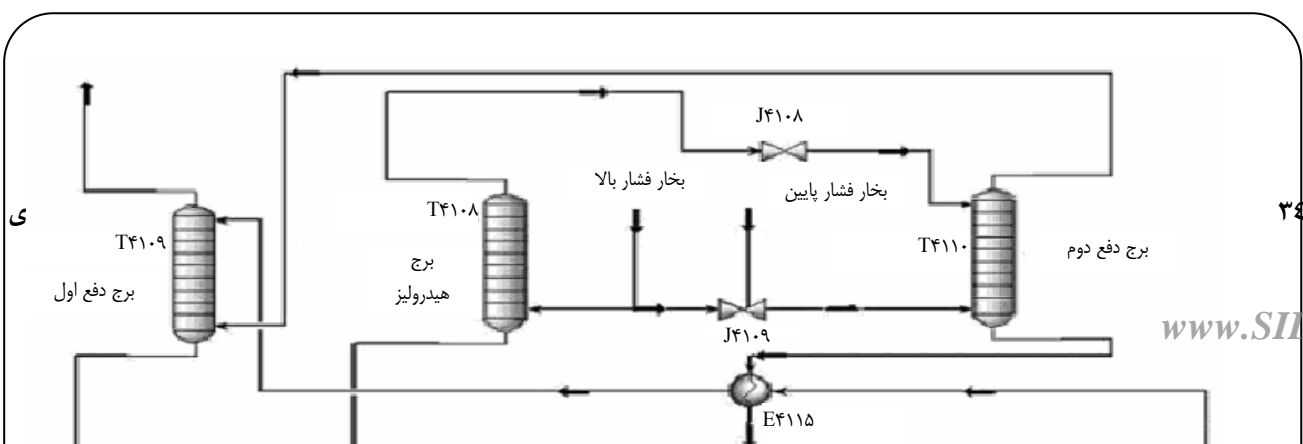 J۴۱۰۸
بخار فشار بالا
بخار فشار پایین
T۴۱۰۸
T۴۱۰۹
T۴۱۱۰
ی
۳٤
برج دفع دوم
برج
هیدرولیز
برج دفع اول
J۴۱۰۹
www.SI
E۴۱۱۵